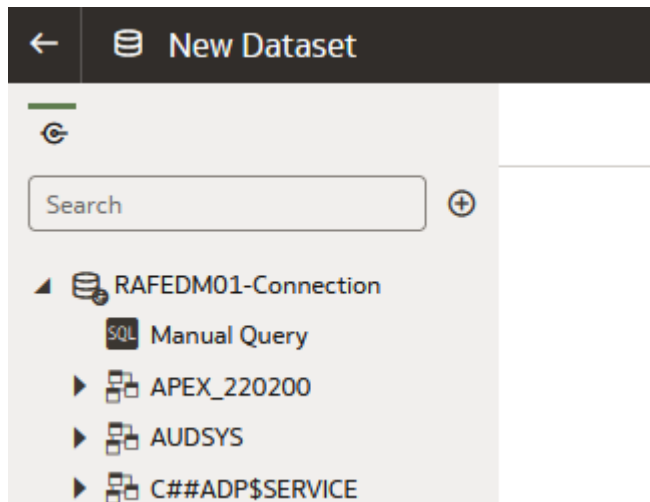 New Dataset
Search
RAFEDM01-Connection
SQL Manual Query
APEX_220200
AUDSYS
C##ADP$SERVICE